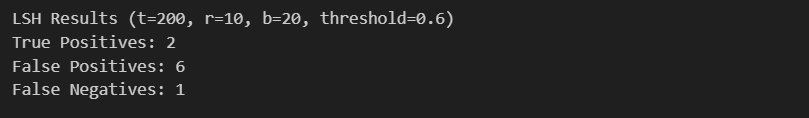 LSH Results (t=200, r=10, b=20, threshold=0.6)
True Positives: 2
False Positives: 6
False Negatives: 1